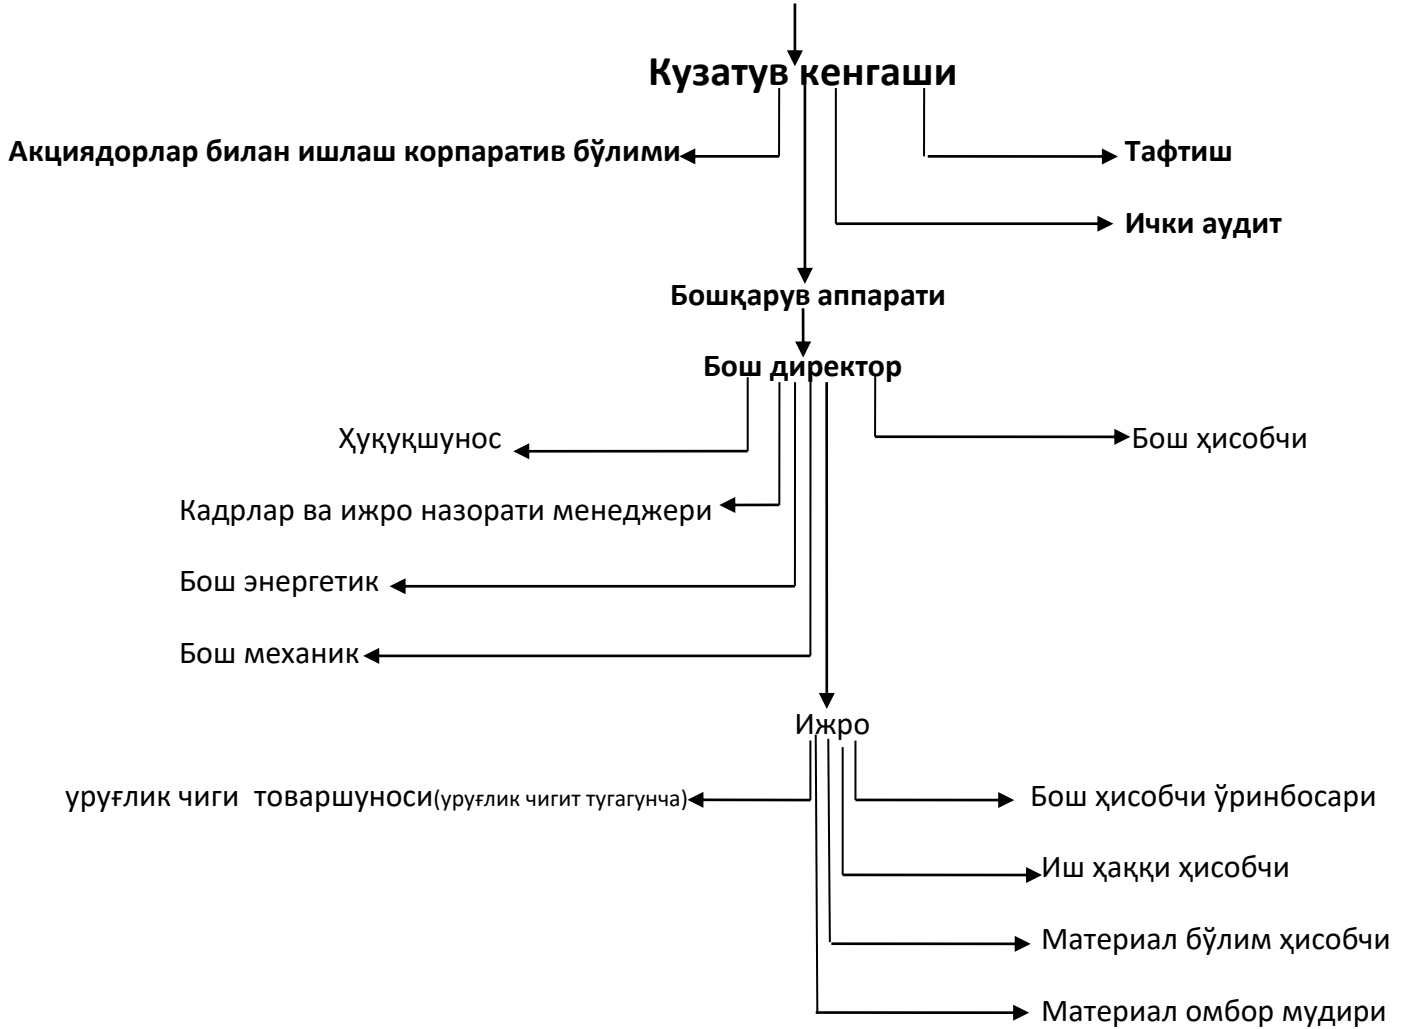 Кузатув кенгаши
Акциядорлар билан ишлаш корпаратив бўлими
Тафтиш
Ички аудит
Бошқарув аппарати
Бош директор
Ҳуқуқшунос
Бош ҳисобчи
Кадрлар ва ижро назорати менеджери
Бош энергетик
Бош механик
Ижро
уруғлик чиги товаршуноси(уруғлик чигит тугагунча)
Бош ҳисобчи ўринбосари
Иш ҳаққи ҳисобчи
Материал бўлим ҳисобчи
Материал омбор мудири